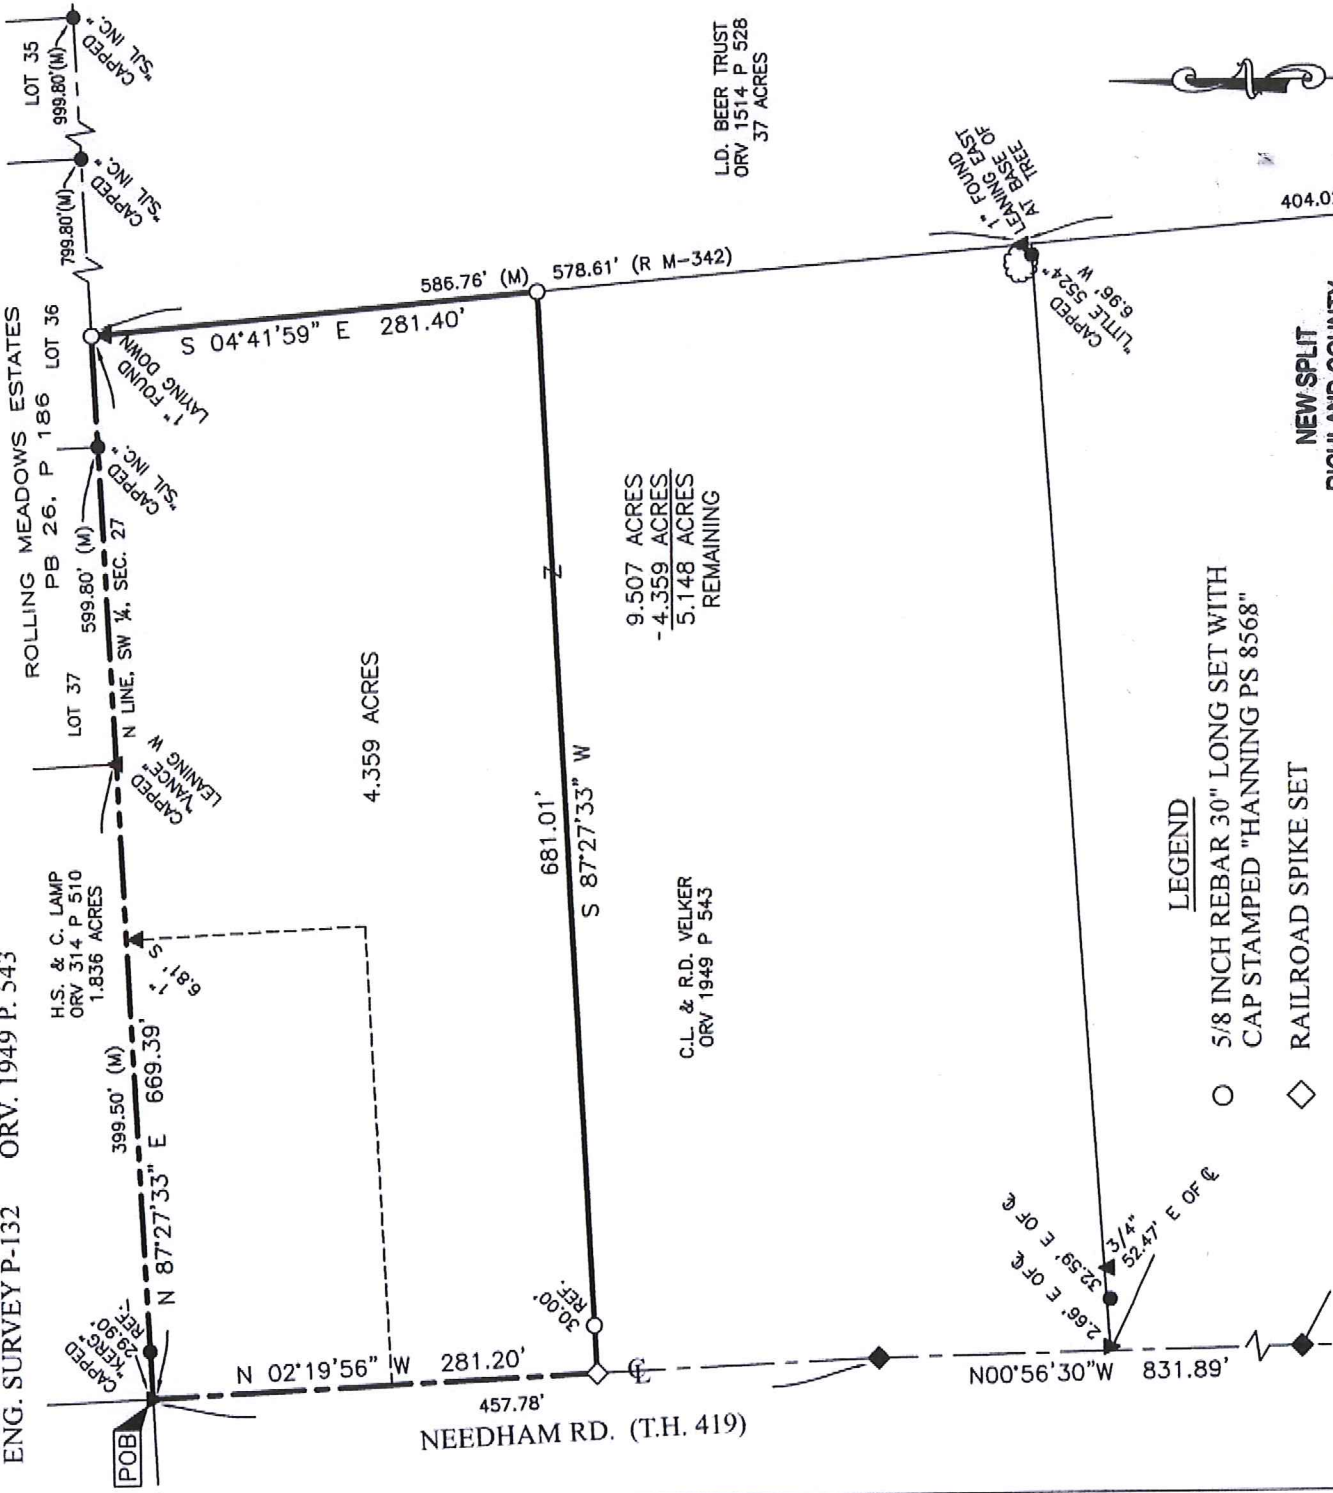 ENG. SURVEY P-132 ORV. 1949 P. 543
ROLLING MEADOWS ESTATES
PB 26, P 186
LOT 35
LOT 36
LOT 37
999.80'(M)
CAPPED
"SJL INC."
799.80'(M)
CAPPED
"SJL INC."
599.80' (M)
CAPPED
"SJL INC."
N LINE, SW ¼, SEC. 27
1" FOUND
LAYING DOWN
CAPPED
"VANCE"
LEANING W
H.S. & C. LAMP
ORV 314 P 510
1.836 ACRES
399.50' (M)
N 87°27'33" E 669.39'
1"
6.81' S
CAPPED
"KERG"
REF.
29.90'
POB
L.D. BEER TRUST
ORV 1514 P 528
37 ACRES
586.76' (M)
578.61' (R M-342)
S 04°41'59" E 281.40'
1" FOUND
LEANING EAST
AT BASE OF
TREE
CAPPED
"LITTLE 5524"
6.96' W
404.0
4.359 ACRES
9.507 ACRES
- 4.359 ACRES
5.148 ACRES
REMAINING
681.01'
S 87°27'33" W
Z
C.L. & R.D. VELKER
ORV 1949 P 543
30.00'
REF.
N 02°19'56" W 281.20'
457.78'
℄
NEEDHAM RD. (T.H. 419)
N00°56'30"W 831.89'
2.66' E OF ℄
32.59' E OF ℄
3/4"
52.47' E OF ℄
NEW SPLIT
RICHLAND COUNTY
LEGEND
5/8 INCH REBAR 30" LONG SET WITH
CAP STAMPED "HANNING PS 8568"
RAILROAD SPIKE SET